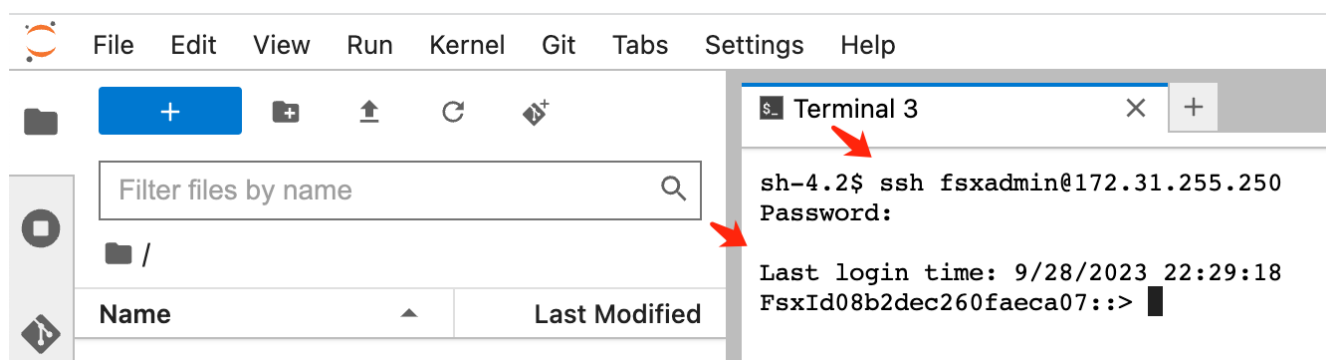 File Edit View Run Kernel Git Tabs Settings Help
+
Filter files by name
/
Name Last Modified
$_ Terminal 3 × +
sh-4.2$ ssh fsxadmin@172.31.255.250
Password:
Last login time: 9/28/2023 22:29:18
FsxId08b2dec260faeca07::>